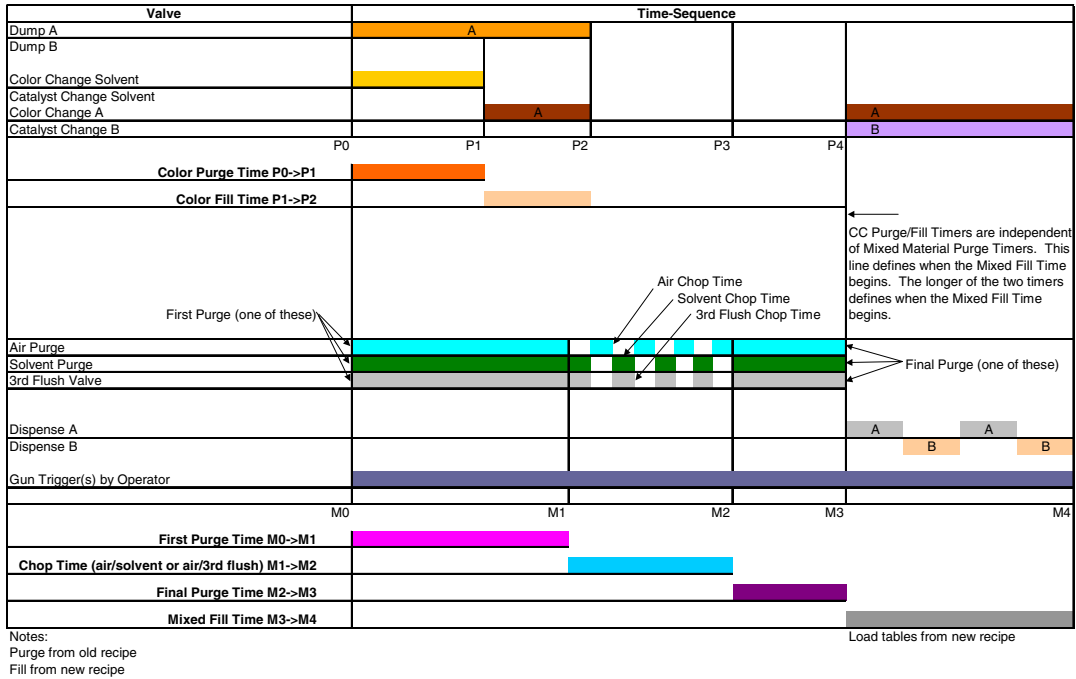 Valve Time-Sequence
Dump A A
Dump B
Color Change Solvent
Catalyst Change Solvent
Color Change A A A
Catalyst Change B B
P0 P1 P2 P3 P4
Color Purge Time P0->P1
Color Fill Time P1->P2
CC Purge/Fill Timers are independent
of Mixed Material Purge Timers. This
line defines when the Mixed Fill Time
begins. The longer of the two timers
defines when the Mixed Fill Time
begins.
Air Chop Time
Solvent Chop Time
3rd Flush Chop Time
First Purge (one of these)
Air Purge
Solvent Purge
3rd Flush Valve
Final Purge (one of these)
Dispense A A A
Dispense B B B
Gun Trigger(s) by Operator
M0 M1 M2 M3 M4
First Purge Time M0->M1
Chop Time (air/solvent or air/3rd flush) M1->M2
Final Purge Time M2->M3
Mixed Fill Time M3->M4
Notes: Load tables from new recipe
Purge from old recipe
Fill from new recipe